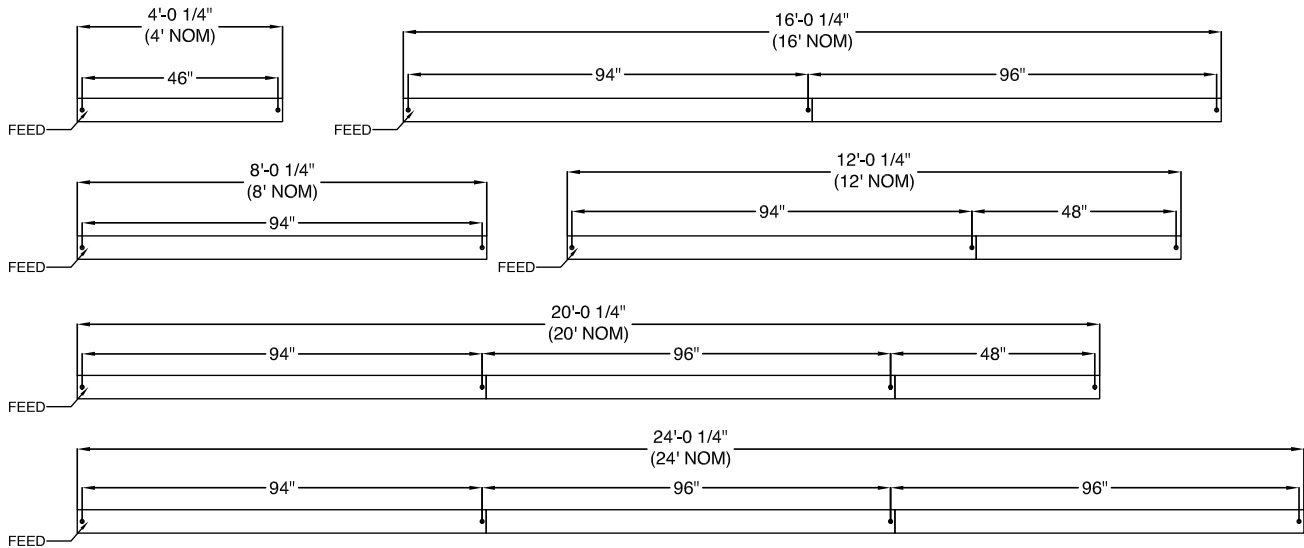 4'-0 1/4"
(4' NOM)
46"
FEED
16'-0 1/4"
(16' NOM)
94"
96"
FEED
8'-0 1/4"
(8' NOM)
94"
FEED
12'-0 1/4"
(12' NOM)
94"
48"
FEED
20'-0 1/4"
(20' NOM)
94"
96"
48"
FEED
24'-0 1/4"
(24' NOM)
94"
96"
96"
FEED